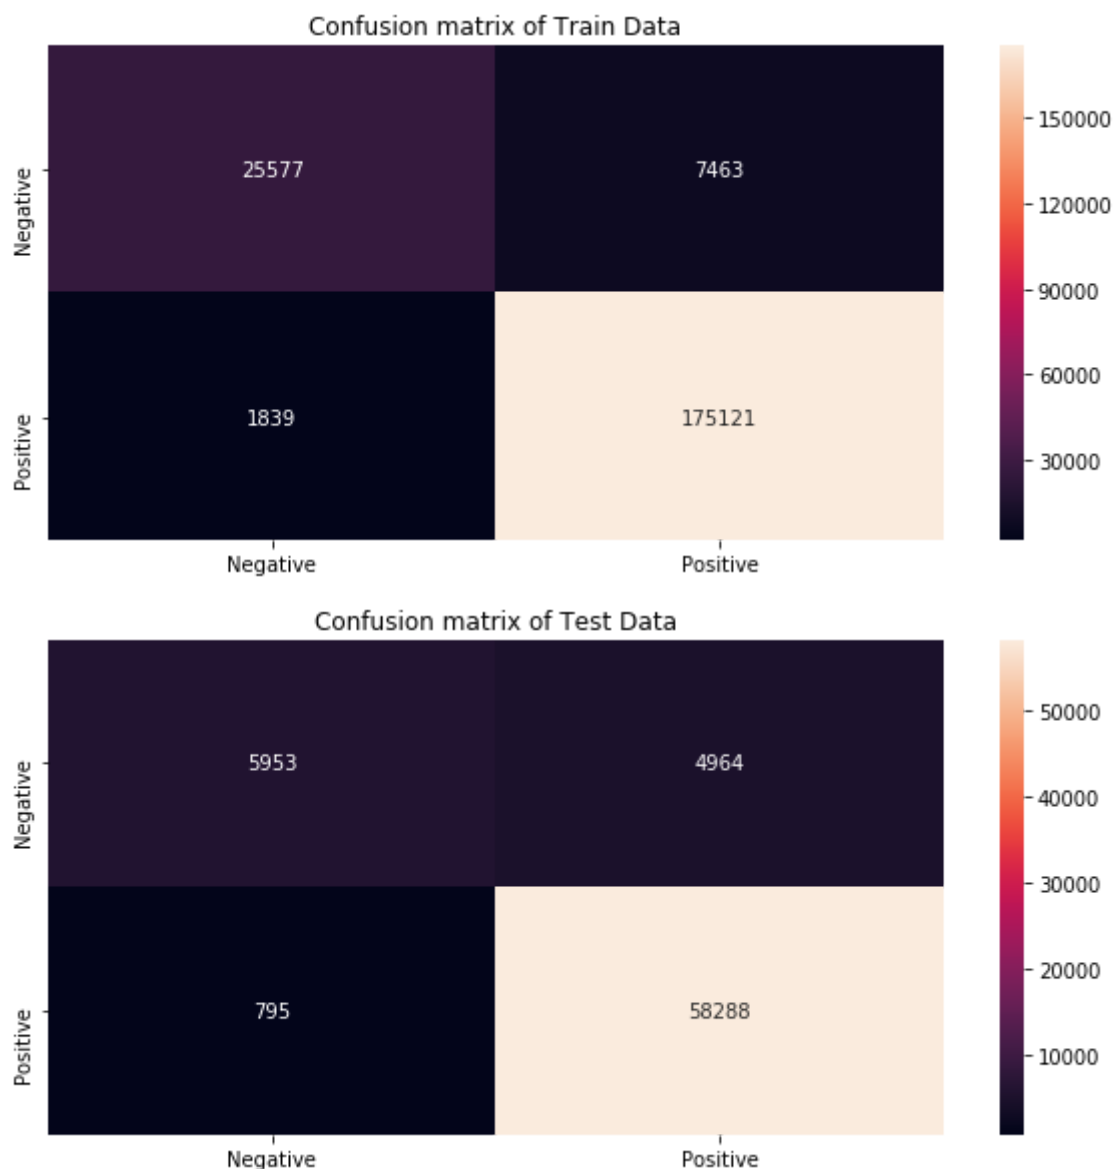 Confusion matrix of Train Data
Negative
25577 7463
Positive
1839 175121
Negative Positive
150000
120000
90000
60000
30000
Confusion matrix of Test Data
Negative
5953 4964
Positive
795 58288
Negative Positive
50000
40000
30000
20000
10000